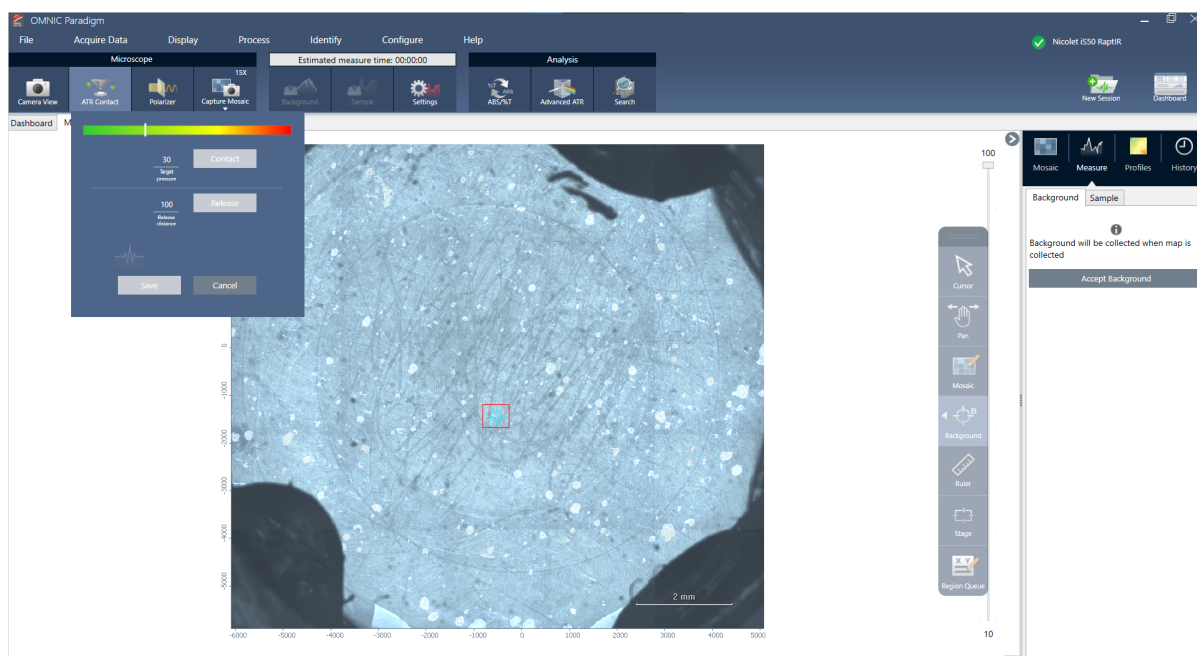 OMNIC Paradigm
File Acquire Data Display Process Identify Configure Help
Nicolet iS50 RaptIR
Microscope
Estimated measure time: 00:00:00
Analysis
15X
Camera View
ATR Contact
Polarizer
Capture Mosaic
Background
Sample
Settings
%T
ABS
ABS/%T
Advanced ATR
Search
New Session
Dashboard
Dashboard M
30
Target
pressure
Contact
100
Release
distance
Release
Save
Cancel
100
Cursor
Pan
Mosaic
B
Background
Ruler
Stage
X Y
Region Queue
10
0
-1000
-2000
-3000
-4000
-5000
2 mm
-6000 -5000 -4000 -3000 -2000 -1000 0 1000 2000 3000 4000 5000
Mosaic Measure Profiles History
Background Sample
Background will be collected when map is
collected
Accept Background